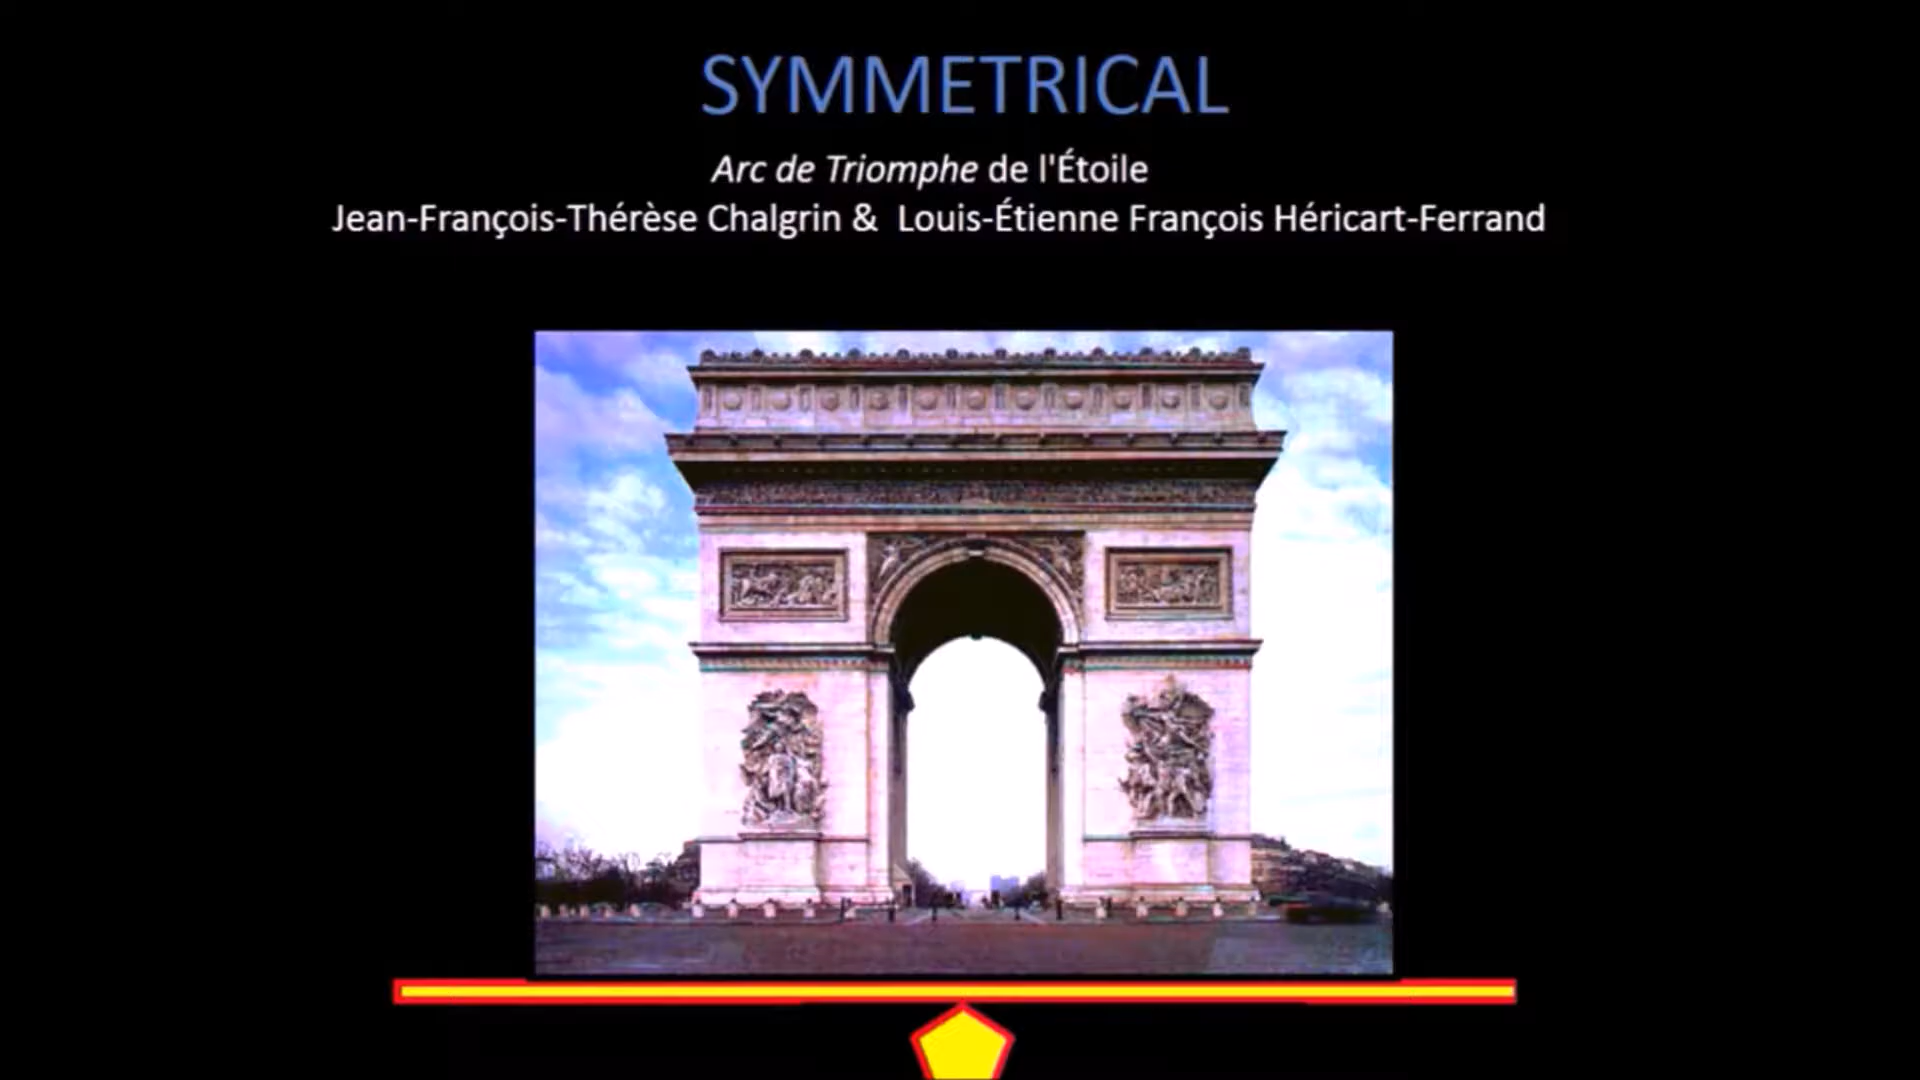 SYMMETRICAL
Arc de Triomphe de l'Étoile
Jean-François-Thérèse Chalgrin & Louis-Étienne François Héricart-Ferrand